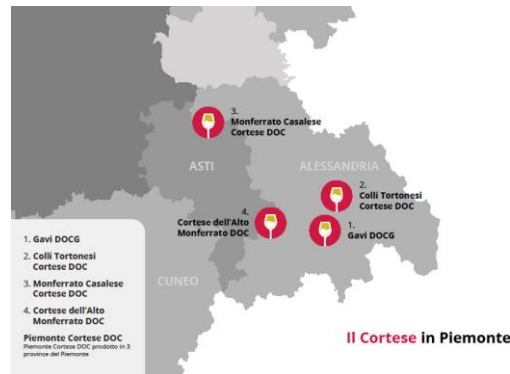 3.
Monferrato Casalese
Cortese DOC
ASTI
ALESSANDRIA
2.
Colli Tortonesi
Cortese DOC
4.
Cortese dell'Alto
Monferrato DOC
1.
Gavi DOCG
CUNEO
1. Gavi DOCG
2. Colli Tortonesi
Cortese DOC
3. Monferrato Casalese
Cortese DOC
4. Cortese dell'Alto
Monferrato DOC
Piemonte Cortese DOC
Piemonte Cortese DOC prodotto in 3
province del Piemonte
Il Cortese in Piemonte